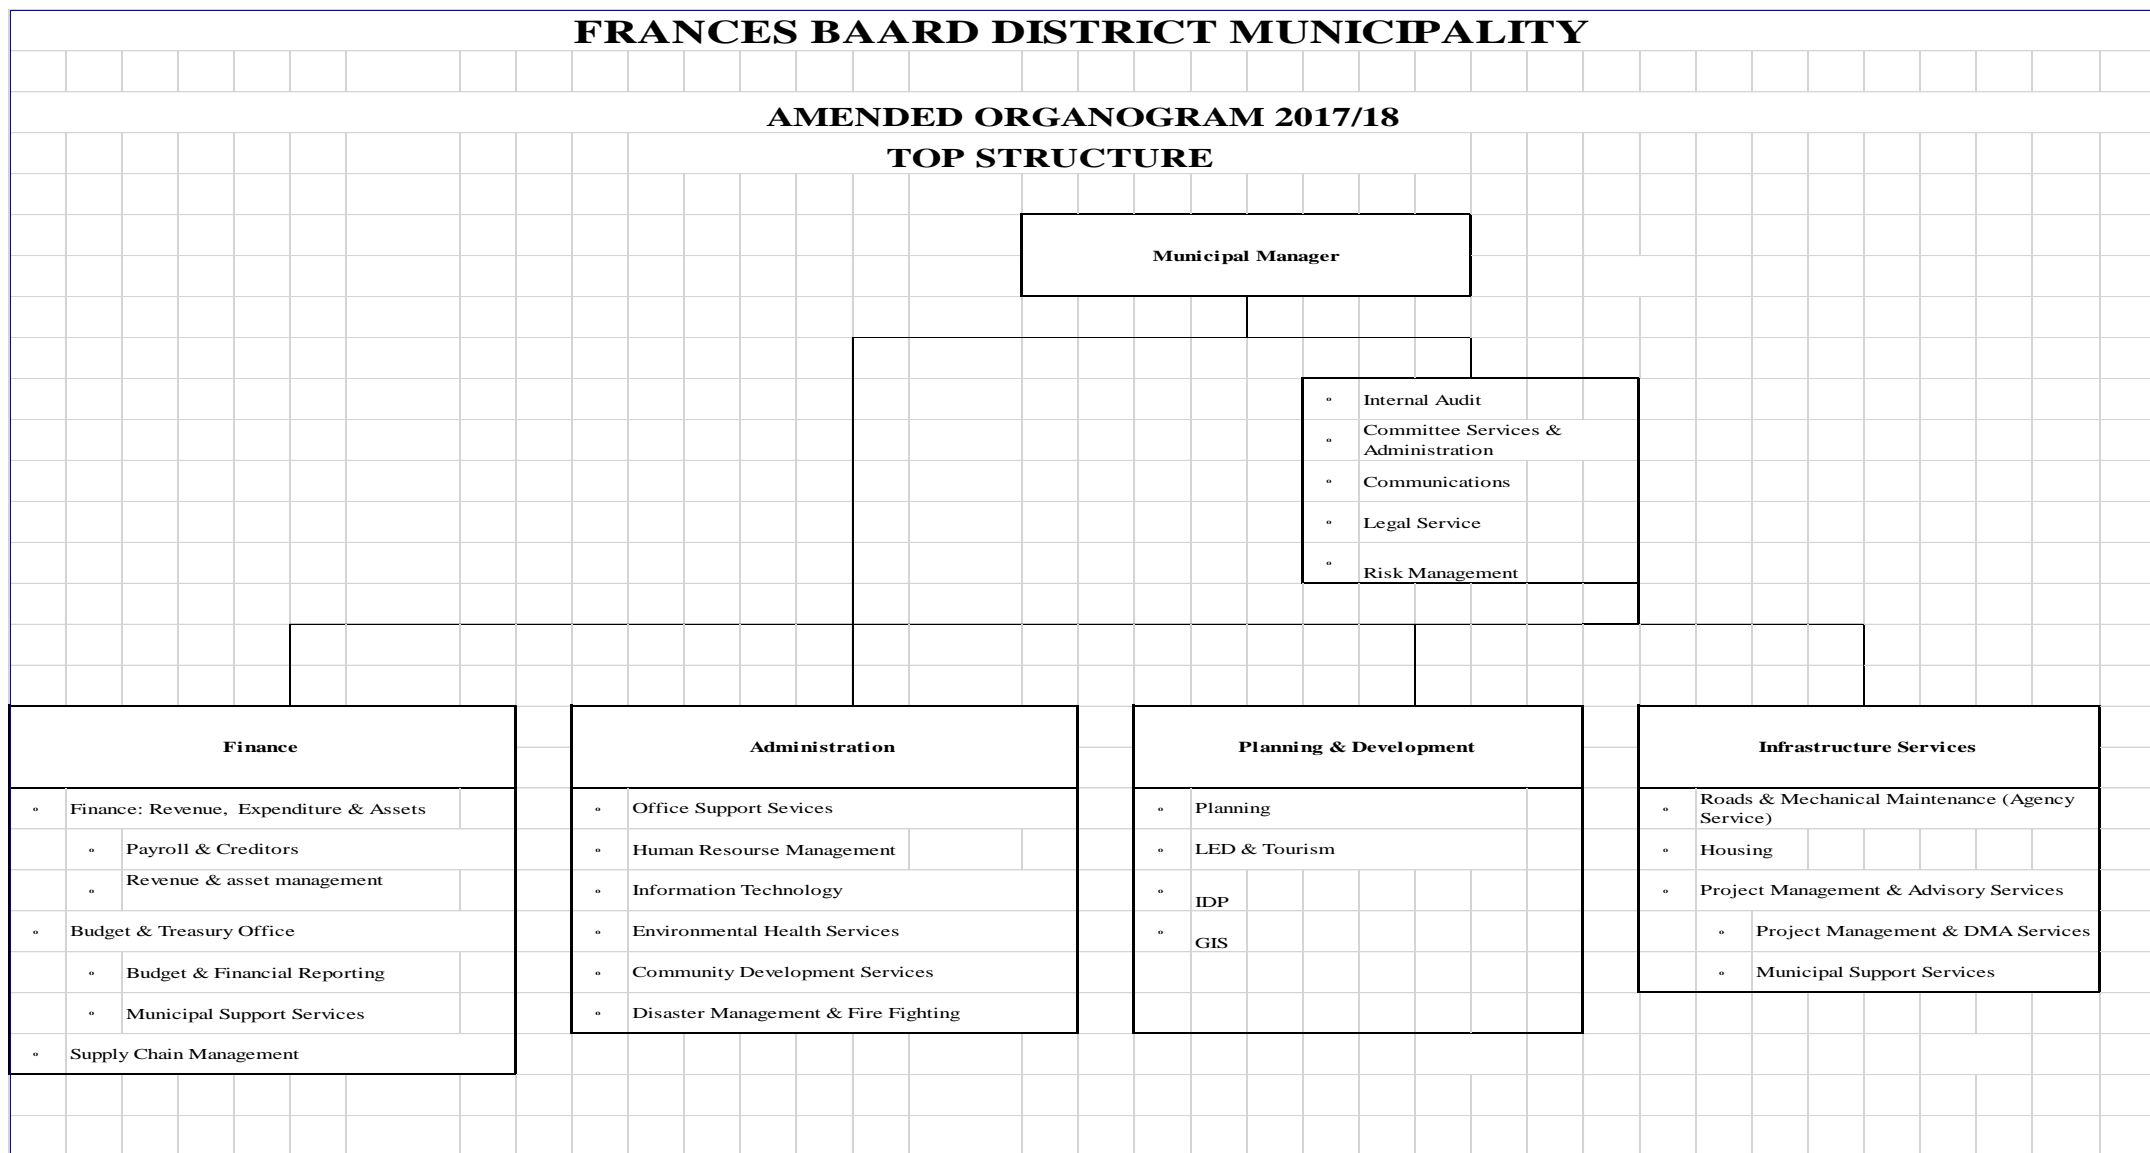 FRANCES BAARD DISTRICT MUNICIPALITY
AMENDED ORGANOGRAM 2017/18
TOP STRUCTURE
Municipal Manager
° Internal Audit
° Committee Services &
Administration
° Communications
° Legal Service
° Risk Management
Finance
° Finance: Revenue, Expenditure & Assets
° Payroll & Creditors
° Revenue & asset management
° Budget & Treasury Office
° Budget & Financial Reporting
° Municipal Support Services
° Supply Chain Management
Administration
° Office Support Sevices
° Human Resourse Management
° Information Technology
° Environmental Health Services
° Community Development Services
° Disaster Management & Fire Fighting
Planning & Development
° Planning
° LED & Tourism
° IDP
° GIS
Infrastructure Services
° Roads & Mechanical Maintenance (Agency
Service)
° Housing
° Project Management & Advisory Services
° Project Management & DMA Services
° Municipal Support Services